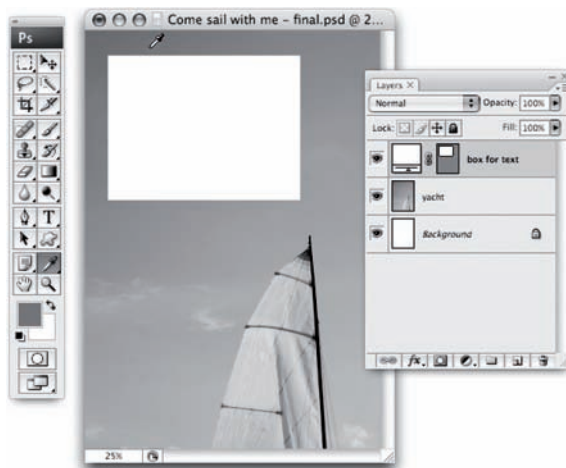 Ps
T
Come sail with me – final.psd @ 2...
25%
Layers ×
Normal
Opacity: 100%
Lock:
Fill: 100%
box for text
yacht
Background
fx.